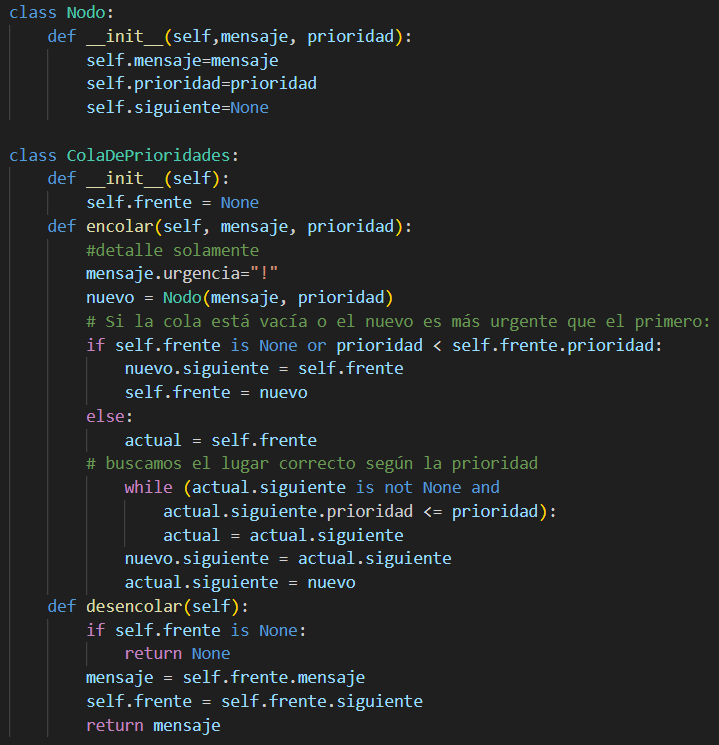 class Nodo:
    def __init__(self,mensaje, prioridad):
        self.mensaje=mensaje
        self.prioridad=prioridad
        self.siguiente=None

class ColaDePrioridades:
    def __init__(self):
        self.frente = None
    def encolar(self, mensaje, prioridad):
        #detalle solamente
        mensaje.urgencia="!"
        nuevo = Nodo(mensaje, prioridad)
        # Si la cola está vacía o el nuevo es más urgente que el primero:
        if self.frente is None or prioridad < self.frente.prioridad:
            nuevo.siguiente = self.frente
            self.frente = nuevo
        else:
            actual = self.frente
        # buscamos el lugar correcto según la prioridad
            while (actual.siguiente is not None and
                actual.siguiente.prioridad <= prioridad):
                actual = actual.siguiente
            nuevo.siguiente = actual.siguiente
            actual.siguiente = nuevo
    def desencolar(self):
        if self.frente is None:
            return None
        mensaje = self.frente.mensaje
        self.frente = self.frente.siguiente
        return mensaje